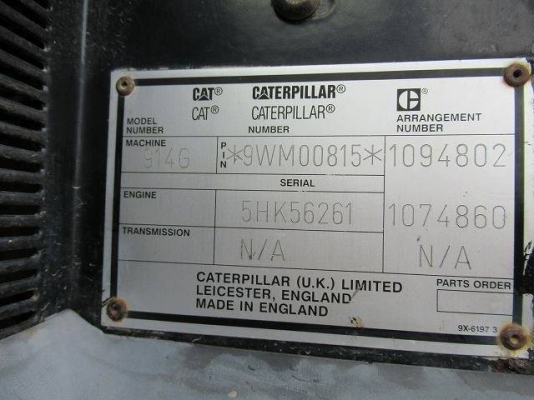 CAT® CATERPILLAR®
CAT® CATERPILLAR®
MODEL NUMBER
ARRANGEMENT NUMBER
MACHINE 914G PIN *9WM00815* 1094802
SERIAL
ENGINE 5HK56261 1074860
TRANSMISSION N/A N/A
CATERPILLAR (U.K.) LIMITED
LEICESTER, ENGLAND
MADE IN ENGLAND
PARTS ORDER
9X-6197 3